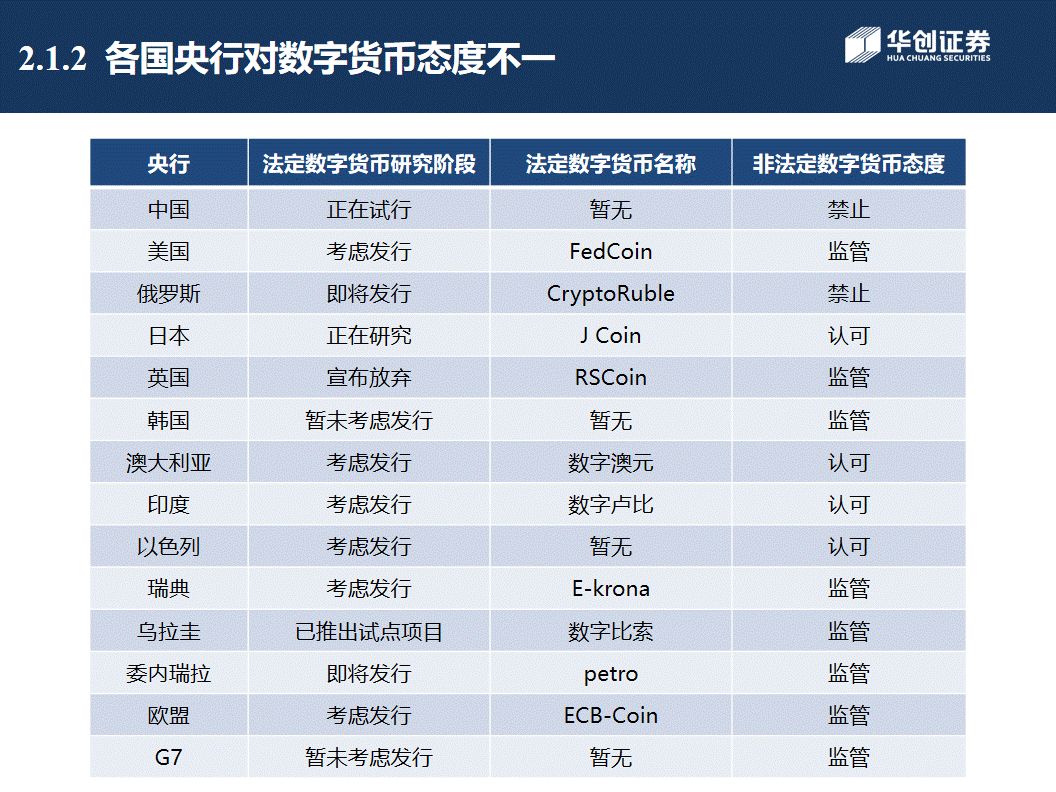 2.1.2 各国央行对数字货币态度不一
华创证券
HUA CHUANG SECURITIES
央行 法定数字货币研究阶段 法定数字货币名称 非法定数字货币态度
中国 正在试行 暂无 禁止
美国 考虑发行 FedCoin 监管
俄罗斯 即将发行 CryptoRuble 禁止
日本 正在研究 J Coin 认可
英国 宣布放弃 RSCoin 监管
韩国 暂未考虑发行 暂无 监管
澳大利亚 考虑发行 数字澳元 认可
印度 考虑发行 数字卢比 认可
以色列 考虑发行 暂无 认可
瑞典 考虑发行 E-krona 监管
乌拉圭 已推出试点项目 数字比索 监管
委内瑞拉 即将发行 petro 监管
欧盟 考虑发行 ECB-Coin 监管
G7 暂未考虑发行 暂无 监管